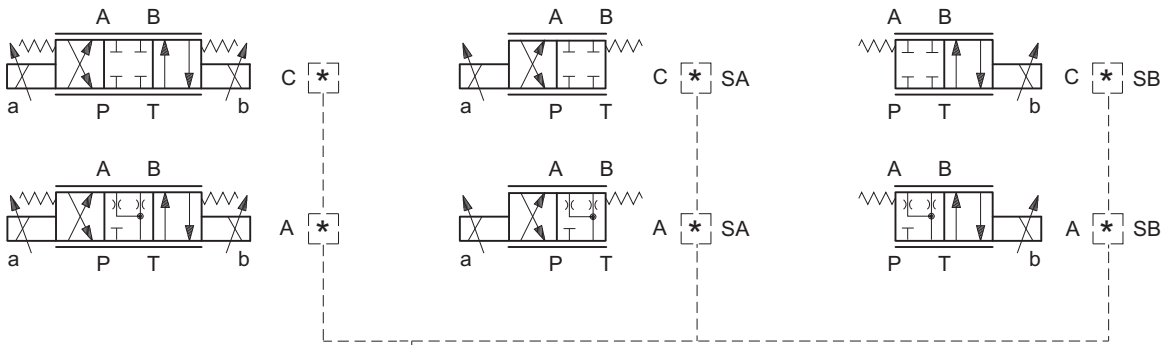 A B A B A B
C * C * SA C * SB
a P T b a P T P T b
A B A B A B
A * A * SA A * SB
a P T b a P T P T b